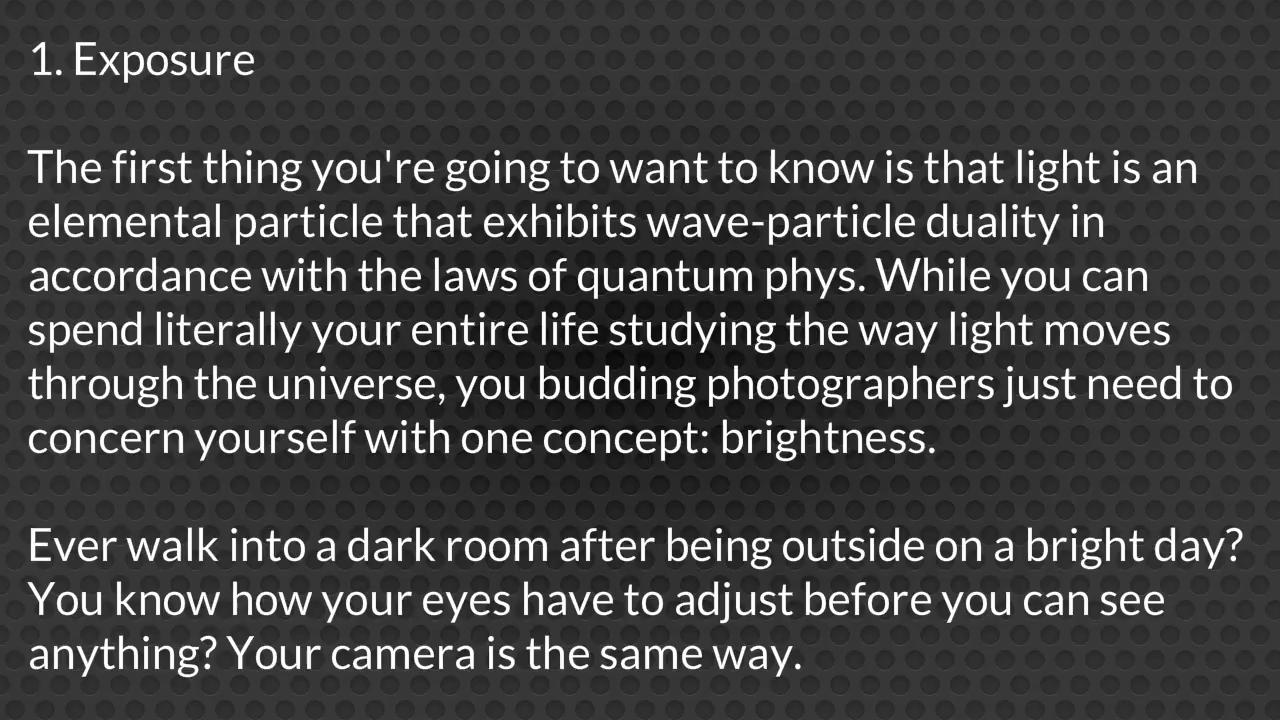 1. Exposure
The first thing you're going to want to know is that light is an
elemental particle that exhibits wave-particle duality in
accordance with the laws of quantum phys. While you can
spend literally your entire life studying the way light moves
through the universe, you budding photographers just need to
concern yourself with one concept: brightness.
Ever walk into a dark room after being outside on a bright day?
You know how your eyes have to adjust before you can see
anything? Your camera is the same way.